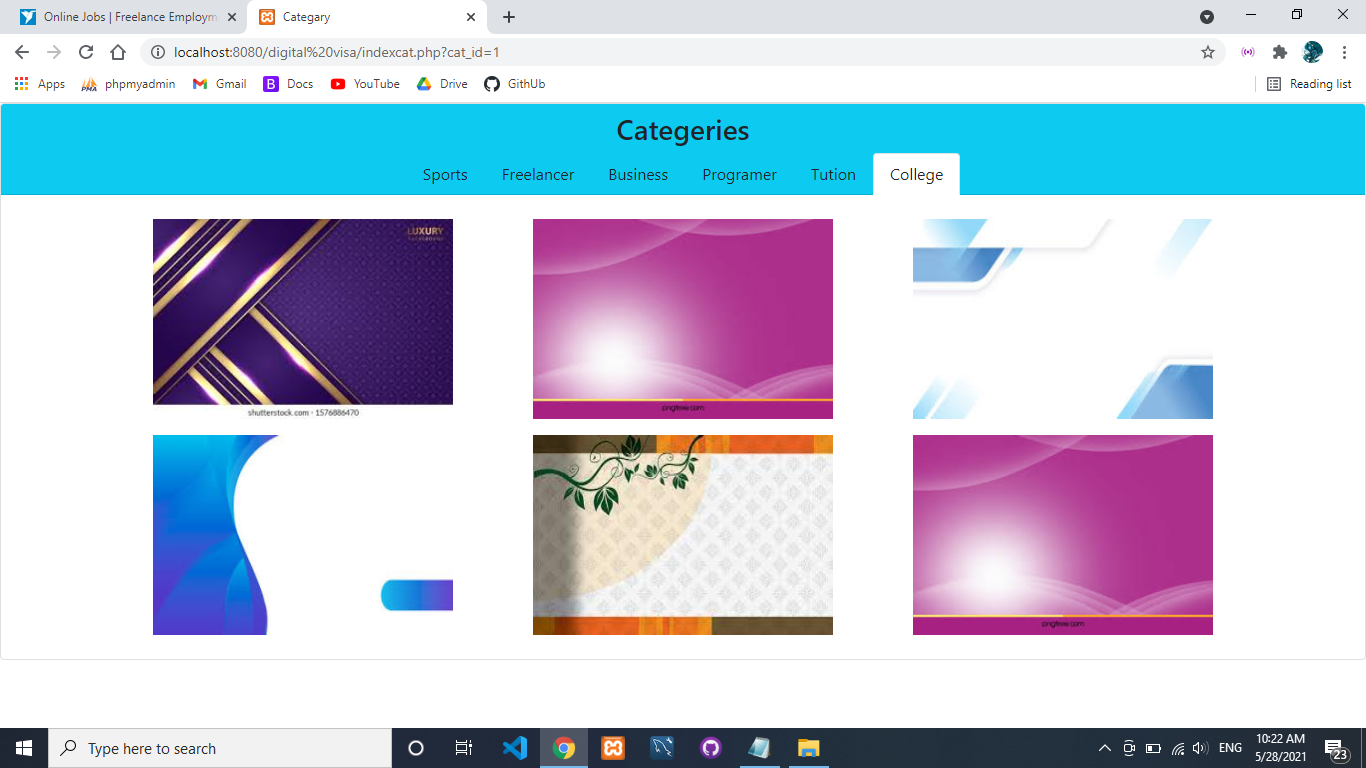 Online Jobs | Freelance Employm
Categary
localhost:8080/digital%20visa/indexcat.php?cat_id=1
Apps phpmyadmin Gmail Docs YouTube Drive GitHUb Reading list
Categeries
Sports Freelancer Business Programer Tution College
LUXURY
BACKGROUND
shutterstock.com · 1576886470
pngtree.com
pngtree.com
Type here to search
ENG
10:22 AM
5/28/2021
23